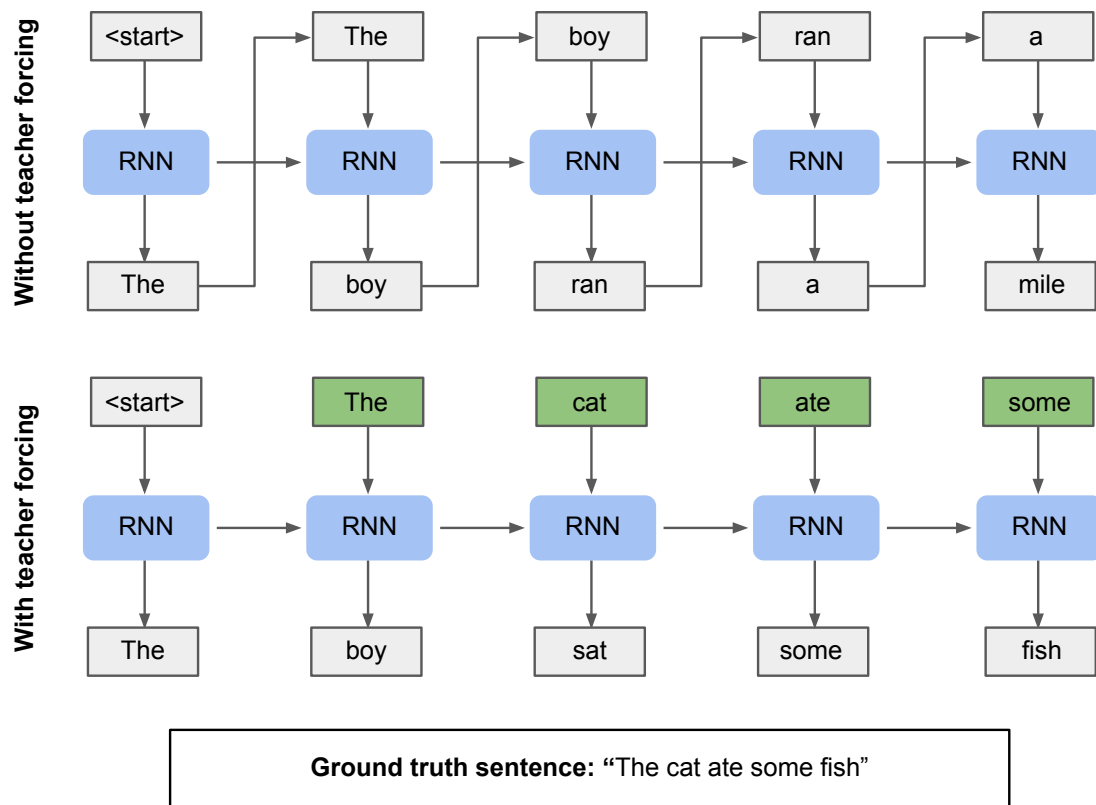 Without teacher forcing
<start> The boy ran a
RNN RNN RNN RNN RNN
The boy ran a mile
With teacher forcing
<start> The cat ate some
RNN RNN RNN RNN RNN
The boy sat some fish
Ground truth sentence: “The cat ate some fish”